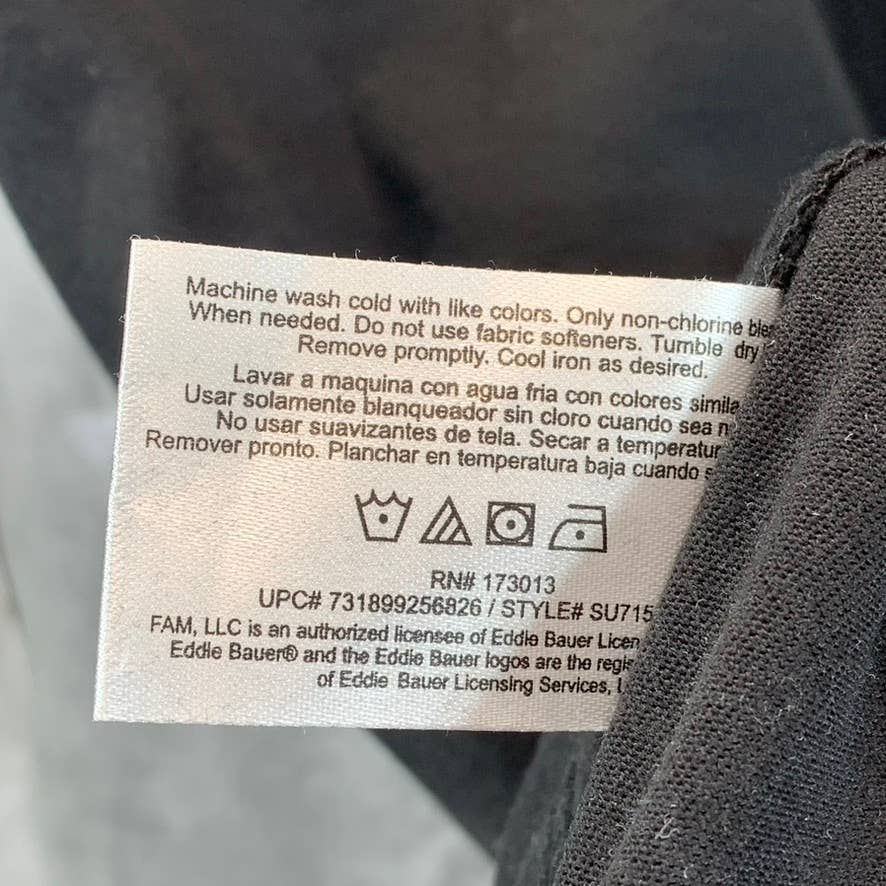 Machine wash cold with like colors. Only non-chlorine
When needed. Do not use fabric softeners. Tumble dry
Remove promptly. Cool iron as desired.
Lavar a maquina con agua fria con colores
Usar solamente blanqueador sin cloro cuando sea
No usar suavizantes de tela. Secar a
Remover pronto. Planchar en temperatura baja cuando
RN# 173013
UPC# 731899256826 / STYLE# SU715
FAM, LLC is an authorized licensee of Eddie Bauer
Eddie Bauer® and the Eddie Bauer logos are the
of Eddie Bauer Licensing Services,